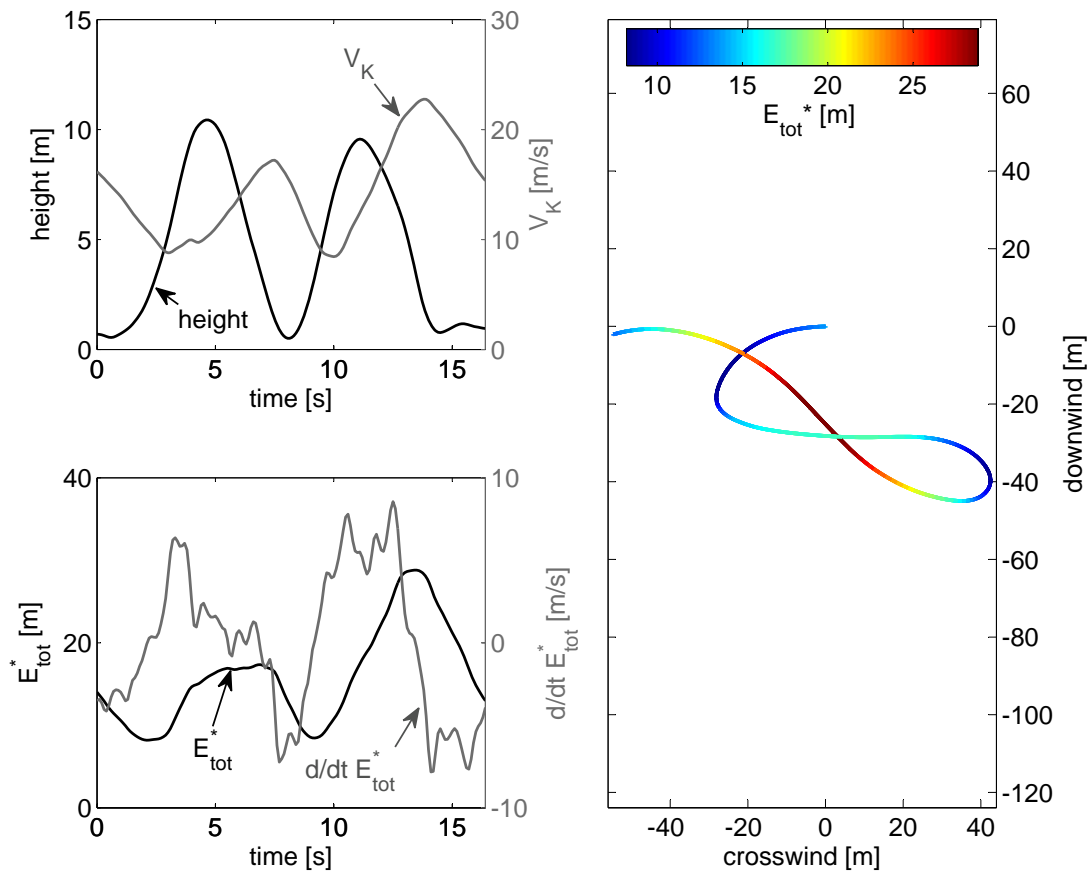 15
10
5
0
height [m]
30
20
10
0
V_K [m/s]
V_K
height
0 5 10 15
time [s]
40
20
0
E*_tot [m]
10
0
-10
d/dt E*_tot [m/s]
E*_tot
d/dt E*_tot
0 5 10 15
time [s]
10 15 20 25
E_tot* [m]
60
40
20
0
-20
-40
-60
-80
-100
-120
downwind [m]
-40 -20 0 20 40
crosswind [m]